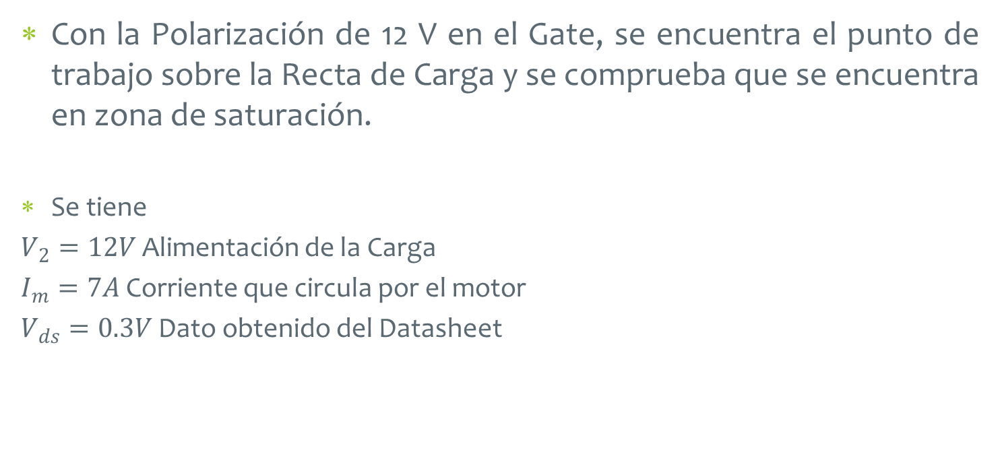 * Con la Polarización de 12 V en el Gate, se encuentra el punto de
trabajo sobre la Recta de Carga y se comprueba que se encuentra
en zona de saturación.
* Se tiene
V₂ = 12V Alimentación de la Carga
Iₘ = 7A Corriente que circula por el motor
V_ds = 0.3V Dato obtenido del Datasheet